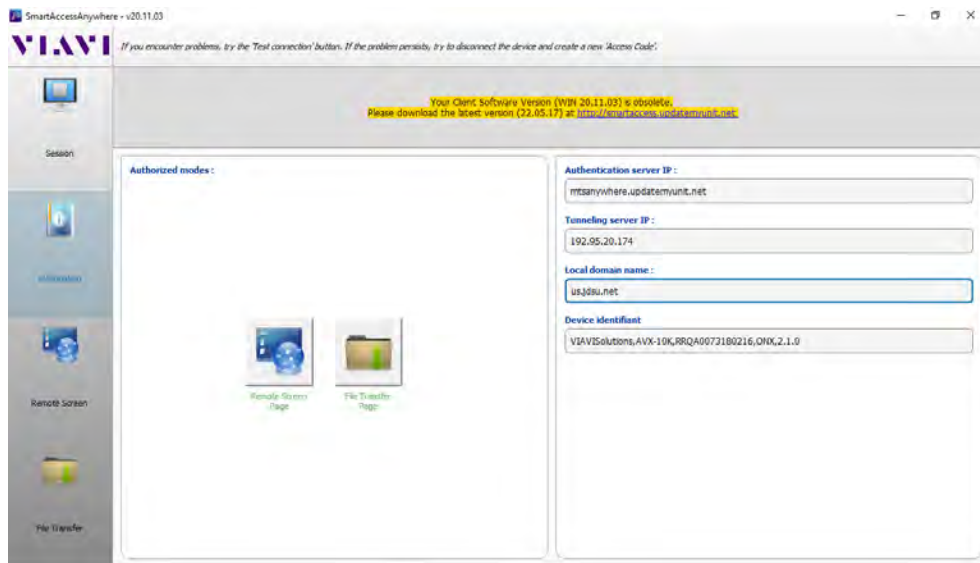 SmartAccessAnywhere - v20.11.03
VIAVI
If you encounter problems, try the 'Test connection' button. If the problem persists, try to disconnect the device and create a new 'Access Code'.
Your Client Software Version (WIN 20.11.03) is obsolete.
Please download the latest version (22.05.17) at http://smartaccess.updatemyunit.net
Session
Information
Remote Screen
File Transfer
Authorized modes :
Remote Screen
Page
File Transfer
Page
Authentication server IP :
mtsanywhere.updatemyunit.net
Tunneling server IP :
192.95.20.174
Local domain name :
us.jdsu.net
Device identifiant
VIAVISolutions,AVX-10K,RRQA0073180216,ONX,2.1.0